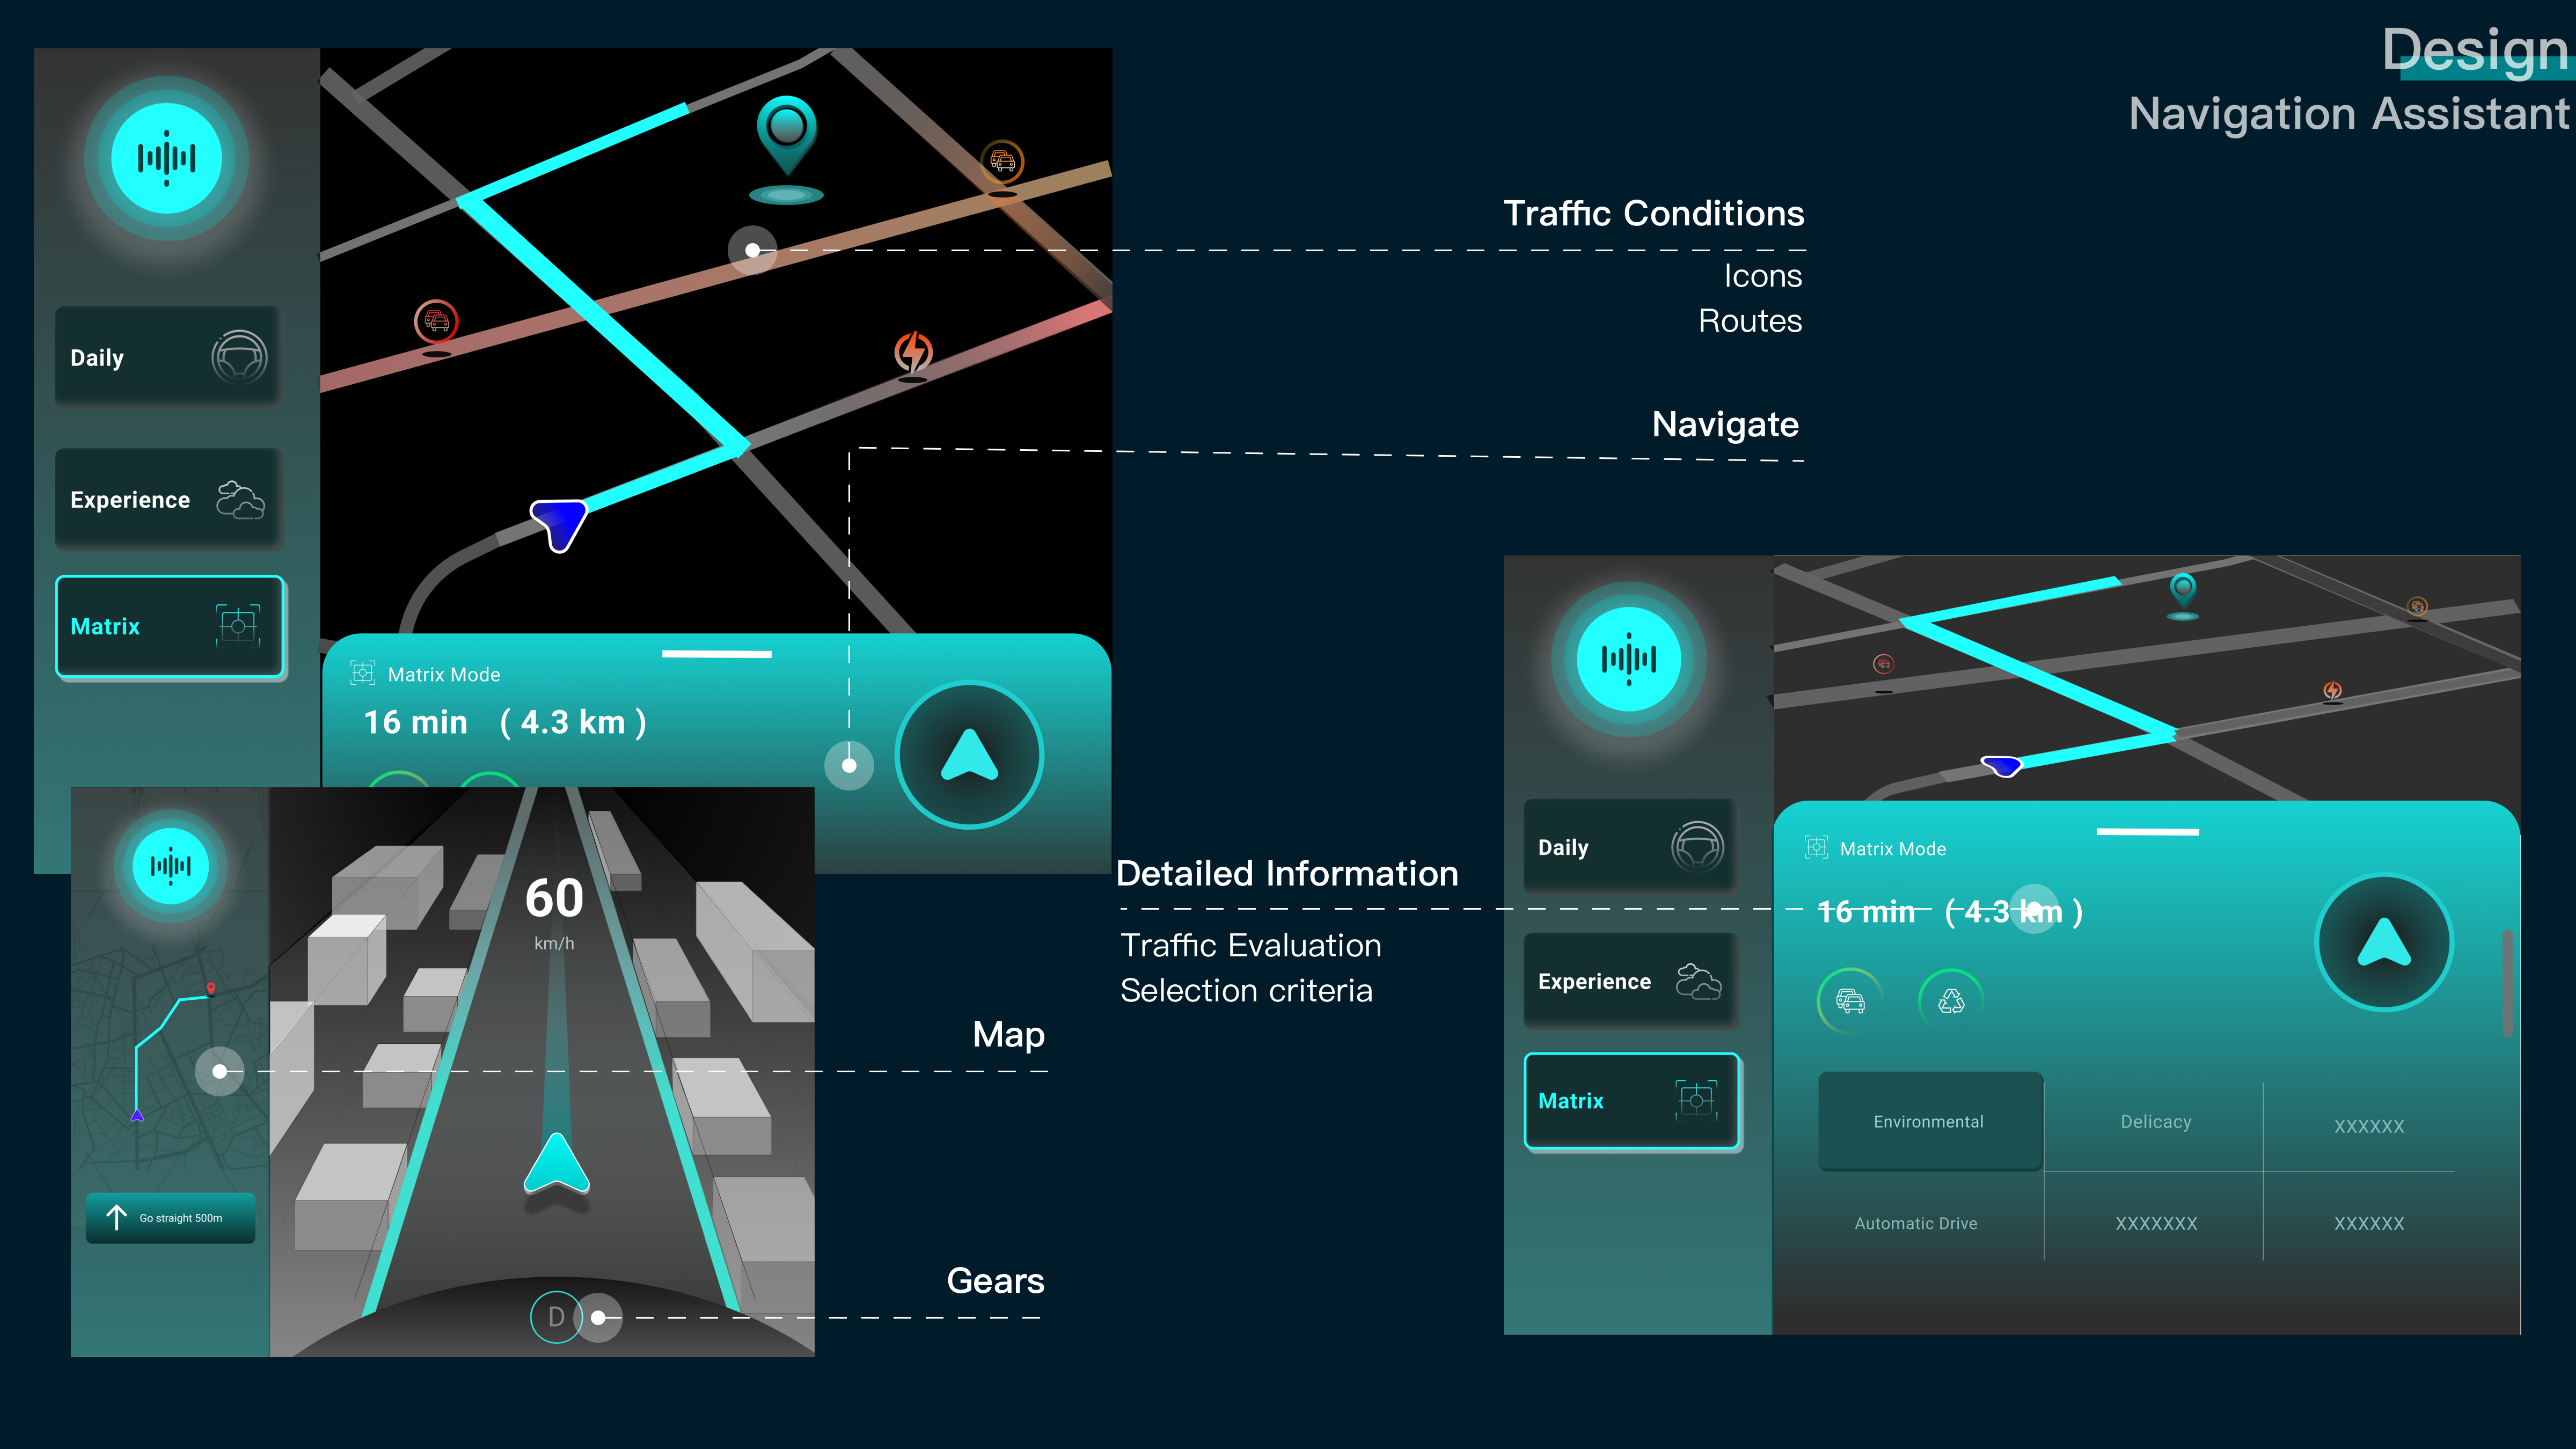 Design
Navigation Assistant
Daily
Experience
Matrix
Matrix Mode
16 min ( 4.3 km )
Traffic Conditions
Icons
Routes
Navigate
60
km/h
Go straight 500m
D
Map
Gears
Detailed Information
Traffic Evaluation
Selection criteria
Daily
Experience
Matrix
Matrix Mode
16 min ( 4.3 km )
Environmental
Delicacy
XXXXXX
Automatic Drive
XXXXXXX
XXXXXX